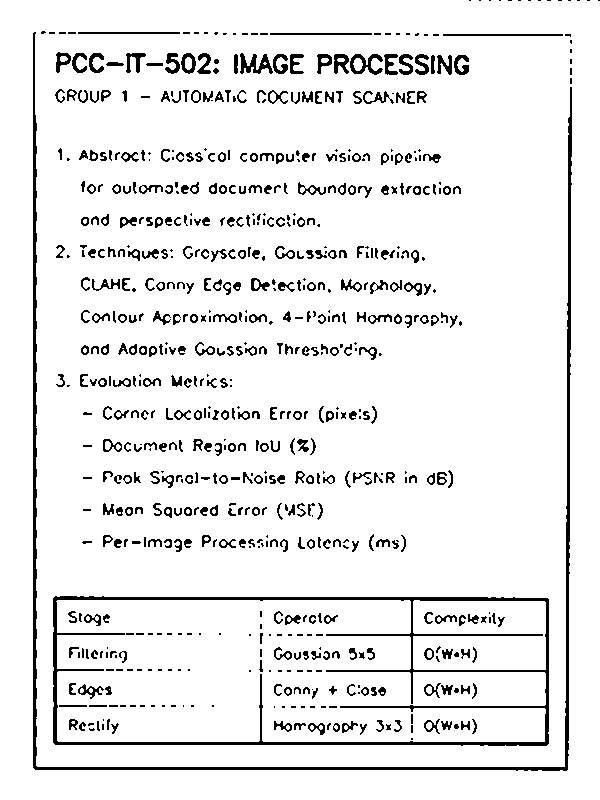 PCC-IT-502: IMAGE PROCESSING
GROUP 1 - AUTOMATIC DOCUMENT SCANNER
1. Abstract: Classical computer vision pipeline
for automated document boundary extraction
and perspective rectification.
2. Techniques: Grayscale, Gaussian Filtering,
CLAHE, Canny Edge Detection, Morphology,
Contour Approximation, 4-Point Homography,
and Adaptive Gaussian Thresholding.
3. Evaluation Metrics:
- Corner Localization Error (pixels)
- Document Region IoU (%)
- Peak Signal-to-Noise Ratio (PSNR in dB)
- Mean Squared Error (MSE)
- Per-Image Processing Latency (ms)
Stage Operator Complexity
Filtering Gaussian 5x5 O(W*H)
Edges Canny + Close O(W*H)
Rectify Homography 3x3 O(W*H)